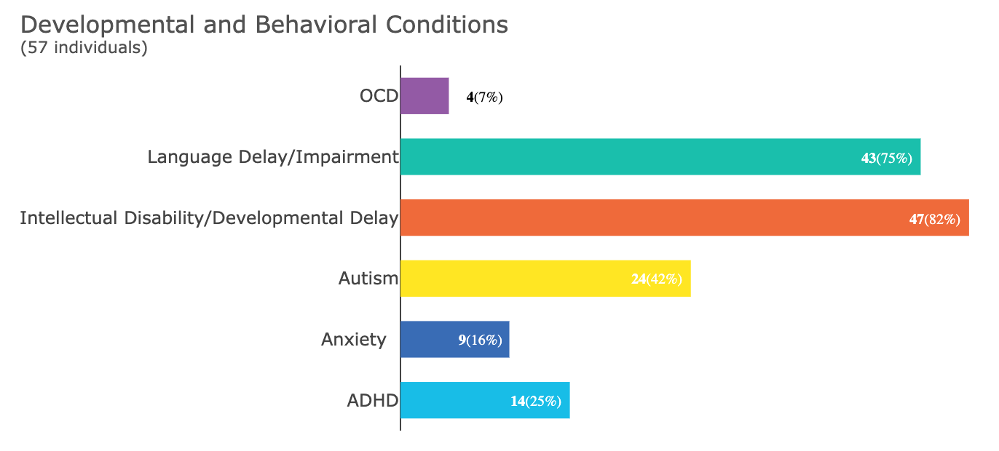 Developmental and Behavioral Conditions
(57 individuals)
OCD 4(7%)
Language Delay/Impairment 43(75%)
Intellectual Disability/Developmental Delay 47(82%)
Autism 24(42%)
Anxiety 9(16%)
ADHD 14(25%)